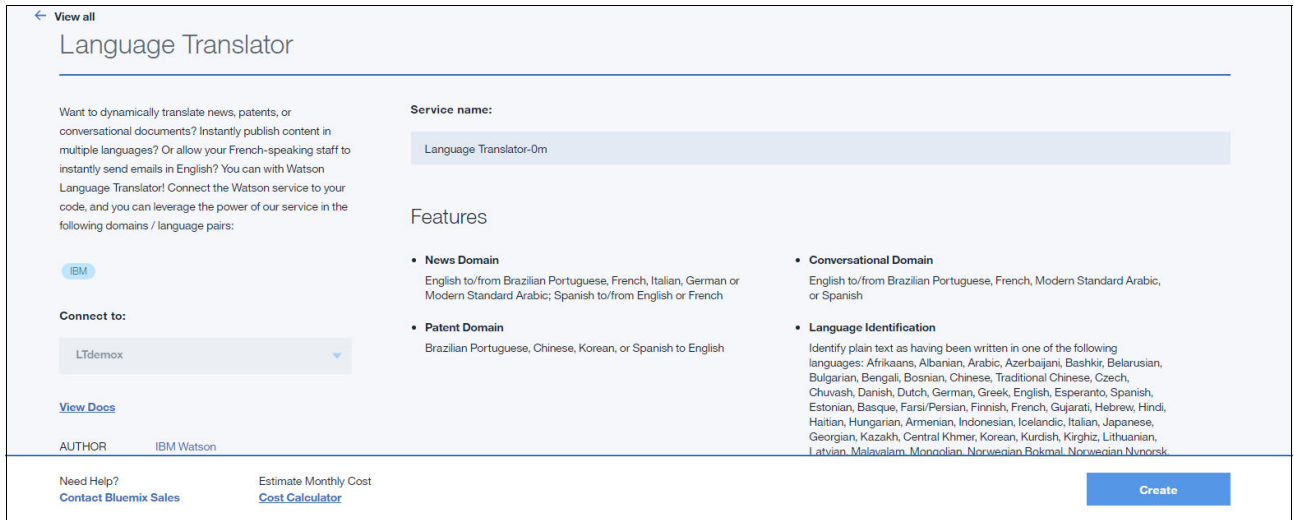 ← View all
Language Translator
Want to dynamically translate news, patents, or
conversational documents? Instantly publish content in
multiple languages? Or allow your French-speaking staff to
instantly send emails in English? You can with Watson
Language Translator! Connect the Watson service to your
code, and you can leverage the power of our service in the
following domains / language pairs:
IBM
Connect to:
LTdemox
View Docs
AUTHOR IBM Watson
Service name:
Language Translator-0m
Features
• News Domain
English to/from Brazilian Portuguese, French, Italian, German or
Modern Standard Arabic; Spanish to/from English or French
• Patent Domain
Brazilian Portuguese, Chinese, Korean, or Spanish to English
• Conversational Domain
English to/from Brazilian Portuguese, French, Modern Standard Arabic,
or Spanish
• Language Identification
Identify plain text as having been written in one of the following
languages: Afrikaans, Albanian, Arabic, Azerbaijani, Bashkir, Belarusian,
Bulgarian, Bengali, Bosnian, Chinese, Traditional Chinese, Czech,
Chuvash, Danish, Dutch, German, Greek, English, Esperanto, Spanish,
Estonian, Basque, Farsi/Persian, Finnish, French, Gujarati, Hebrew, Hindi,
Haitian, Hungarian, Armenian, Indonesian, Icelandic, Italian, Japanese,
Georgian, Kazakh, Central Khmer, Korean, Kurdish, Kirghiz, Lithuanian,
Latvian, Malayalam, Mongolian, Norwegian Bokmal, Norwegian Nynorsk,
Need Help?
Contact Bluemix Sales
Estimate Monthly Cost
Cost Calculator
Create